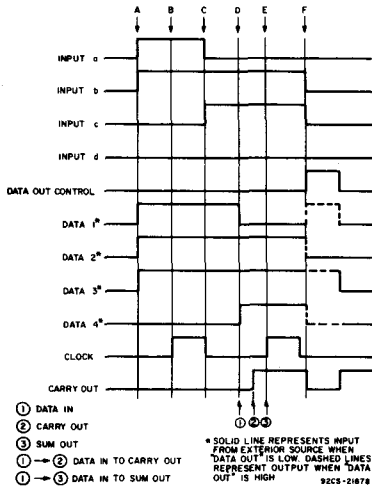 A B C D E F
INPUT a
INPUT b
INPUT c
INPUT d
DATA OUT CONTROL
DATA 1*
DATA 2*
DATA 3*
DATA 4*
CLOCK
CARRY OUT
① ② ③
① DATA IN
② CARRY OUT
③ SUM OUT
① → ② DATA IN TO CARRY OUT
① → ③ DATA IN TO SUM OUT
* SOLID LINE REPRESENTS INPUT
FROM EXTERIOR SOURCE WHEN
"DATA OUT" IS LOW. DASHED LINES
REPRESENT OUTPUT WHEN "DATA
OUT" IS HIGH
92CS-21878